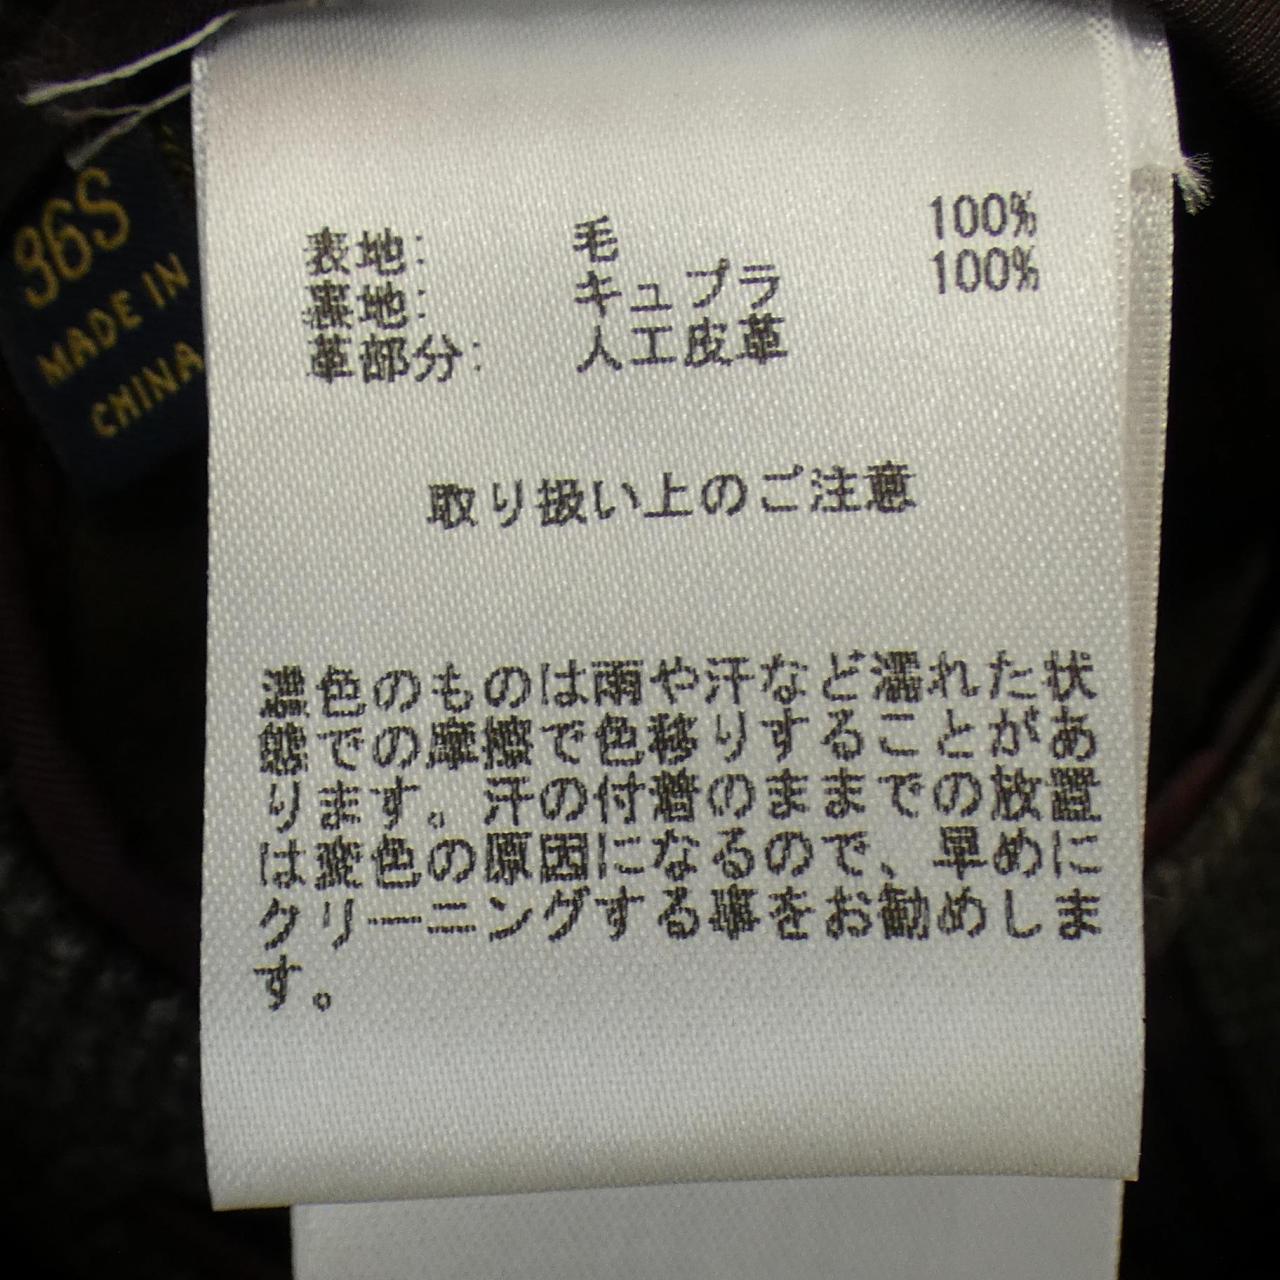 36S
MADE IN
CHINA
表地: 毛 100%
裏地: キュプラ 100%
革部分: 人工皮革
取り扱い上のご注意
濃色のものは雨や汗など濡れた状
態での摩擦で色移りすることがあ
ります。汗の付着のままでの放置
は変色の原因になるので、早めに
クリーニングする事をお勧めしま
す。